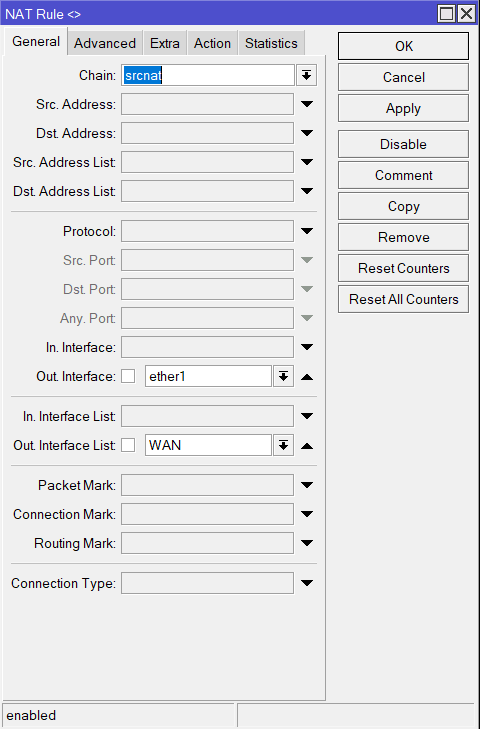 NAT Rule <>
General Advanced Extra Action Statistics
Chain: srcnat
Src. Address:
Dst. Address:
Src. Address List:
Dst. Address List:
Protocol:
Src. Port:
Dst. Port:
Any. Port:
In. Interface:
Out. Interface: ether1
In. Interface List:
Out. Interface List: WAN
Packet Mark:
Connection Mark:
Routing Mark:
Connection Type:
OK
Cancel
Apply
Disable
Comment
Copy
Remove
Reset Counters
Reset All Counters
enabled